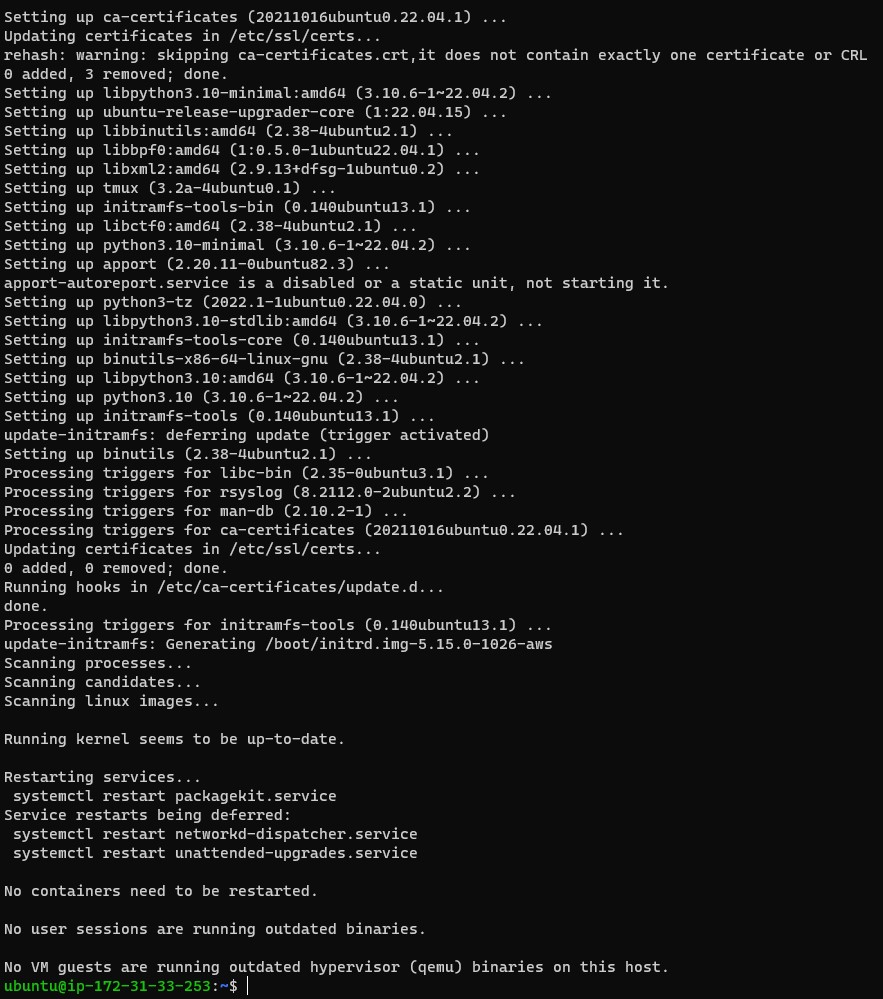 Setting up ca-certificates (20211016ubuntu0.22.04.1) ...
Updating certificates in /etc/ssl/certs...
rehash: warning: skipping ca-certificates.crt,it does not contain exactly one certificate or CRL
0 added, 3 removed; done.
Setting up libpython3.10-minimal:amd64 (3.10.6-1~22.04.2) ...
Setting up ubuntu-release-upgrader-core (1:22.04.15) ...
Setting up libbinutils:amd64 (2.38-4ubuntu2.1) ...
Setting up libbpf0:amd64 (1:0.5.0-1ubuntu22.04.1) ...
Setting up libxml2:amd64 (2.9.13+dfsg-1ubuntu0.2) ...
Setting up tmux (3.2a-4ubuntu0.1) ...
Setting up initramfs-tools-bin (0.140ubuntu13.1) ...
Setting up libctf0:amd64 (2.38-4ubuntu2.1) ...
Setting up python3.10-minimal (3.10.6-1~22.04.2) ...
Setting up apport (2.20.11-0ubuntu82.3) ...
apport-autoreport.service is a disabled or a static unit, not starting it.
Setting up python3-tz (2022.1-1ubuntu0.22.04.0) ...
Setting up libpython3.10-stdlib:amd64 (3.10.6-1~22.04.2) ...
Setting up initramfs-tools-core (0.140ubuntu13.1) ...
Setting up binutils-x86-64-linux-gnu (2.38-4ubuntu2.1) ...
Setting up libpython3.10:amd64 (3.10.6-1~22.04.2) ...
Setting up python3.10 (3.10.6-1~22.04.2) ...
Setting up initramfs-tools (0.140ubuntu13.1) ...
update-initramfs: deferring update (trigger activated)
Setting up binutils (2.38-4ubuntu2.1) ...
Processing triggers for libc-bin (2.35-0ubuntu3.1) ...
Processing triggers for rsyslog (8.2112.0-2ubuntu2.2) ...
Processing triggers for man-db (2.10.2-1) ...
Processing triggers for ca-certificates (20211016ubuntu0.22.04.1) ...
Updating certificates in /etc/ssl/certs...
0 added, 0 removed; done.
Running hooks in /etc/ca-certificates/update.d...
done.
Processing triggers for initramfs-tools (0.140ubuntu13.1) ...
update-initramfs: Generating /boot/initrd.img-5.15.0-1026-aws
Scanning processes...
Scanning candidates...
Scanning linux images...

Running kernel seems to be up-to-date.

Restarting services...
 systemctl restart packagekit.service
Service restarts being deferred:
 systemctl restart networkd-dispatcher.service
 systemctl restart unattended-upgrades.service

No containers need to be restarted.

No user sessions are running outdated binaries.

No VM guests are running outdated hypervisor (qemu) binaries on this host.
ubuntu@ip-172-31-33-253:~$